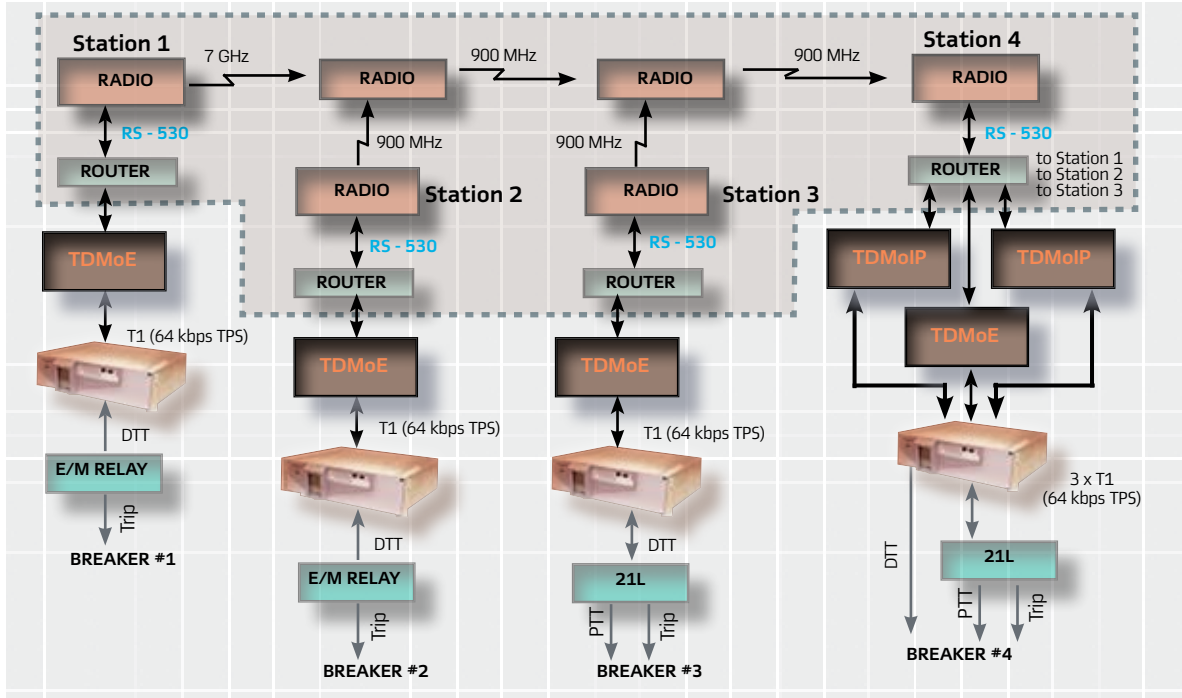 Station 1
7 GHz
900 MHz
900 MHz
Station 4
RADIO
RADIO
RADIO
RADIO
RS - 530
900 MHz
900 MHz
RS - 530
ROUTER
ROUTER
to Station 1
to Station 2
to Station 3
RADIO
Station 2
RADIO
Station 3
TDMoE
RS - 530
RS - 530
TDMoIP
TDMoIP
ROUTER
ROUTER
T1 (64 kbps TPS)
TDMoE
TDMoE
TDMoE
DTT
T1 (64 kbps TPS)
T1 (64 kbps TPS)
E/M RELAY
3 x T1
(64 kbps TPS)
Trip
BREAKER #1
DTT
DTT
DTT
21L
E/M RELAY
21L
PTT
Trip
Trip
PTT
Trip
BREAKER #2
BREAKER #3
BREAKER #4